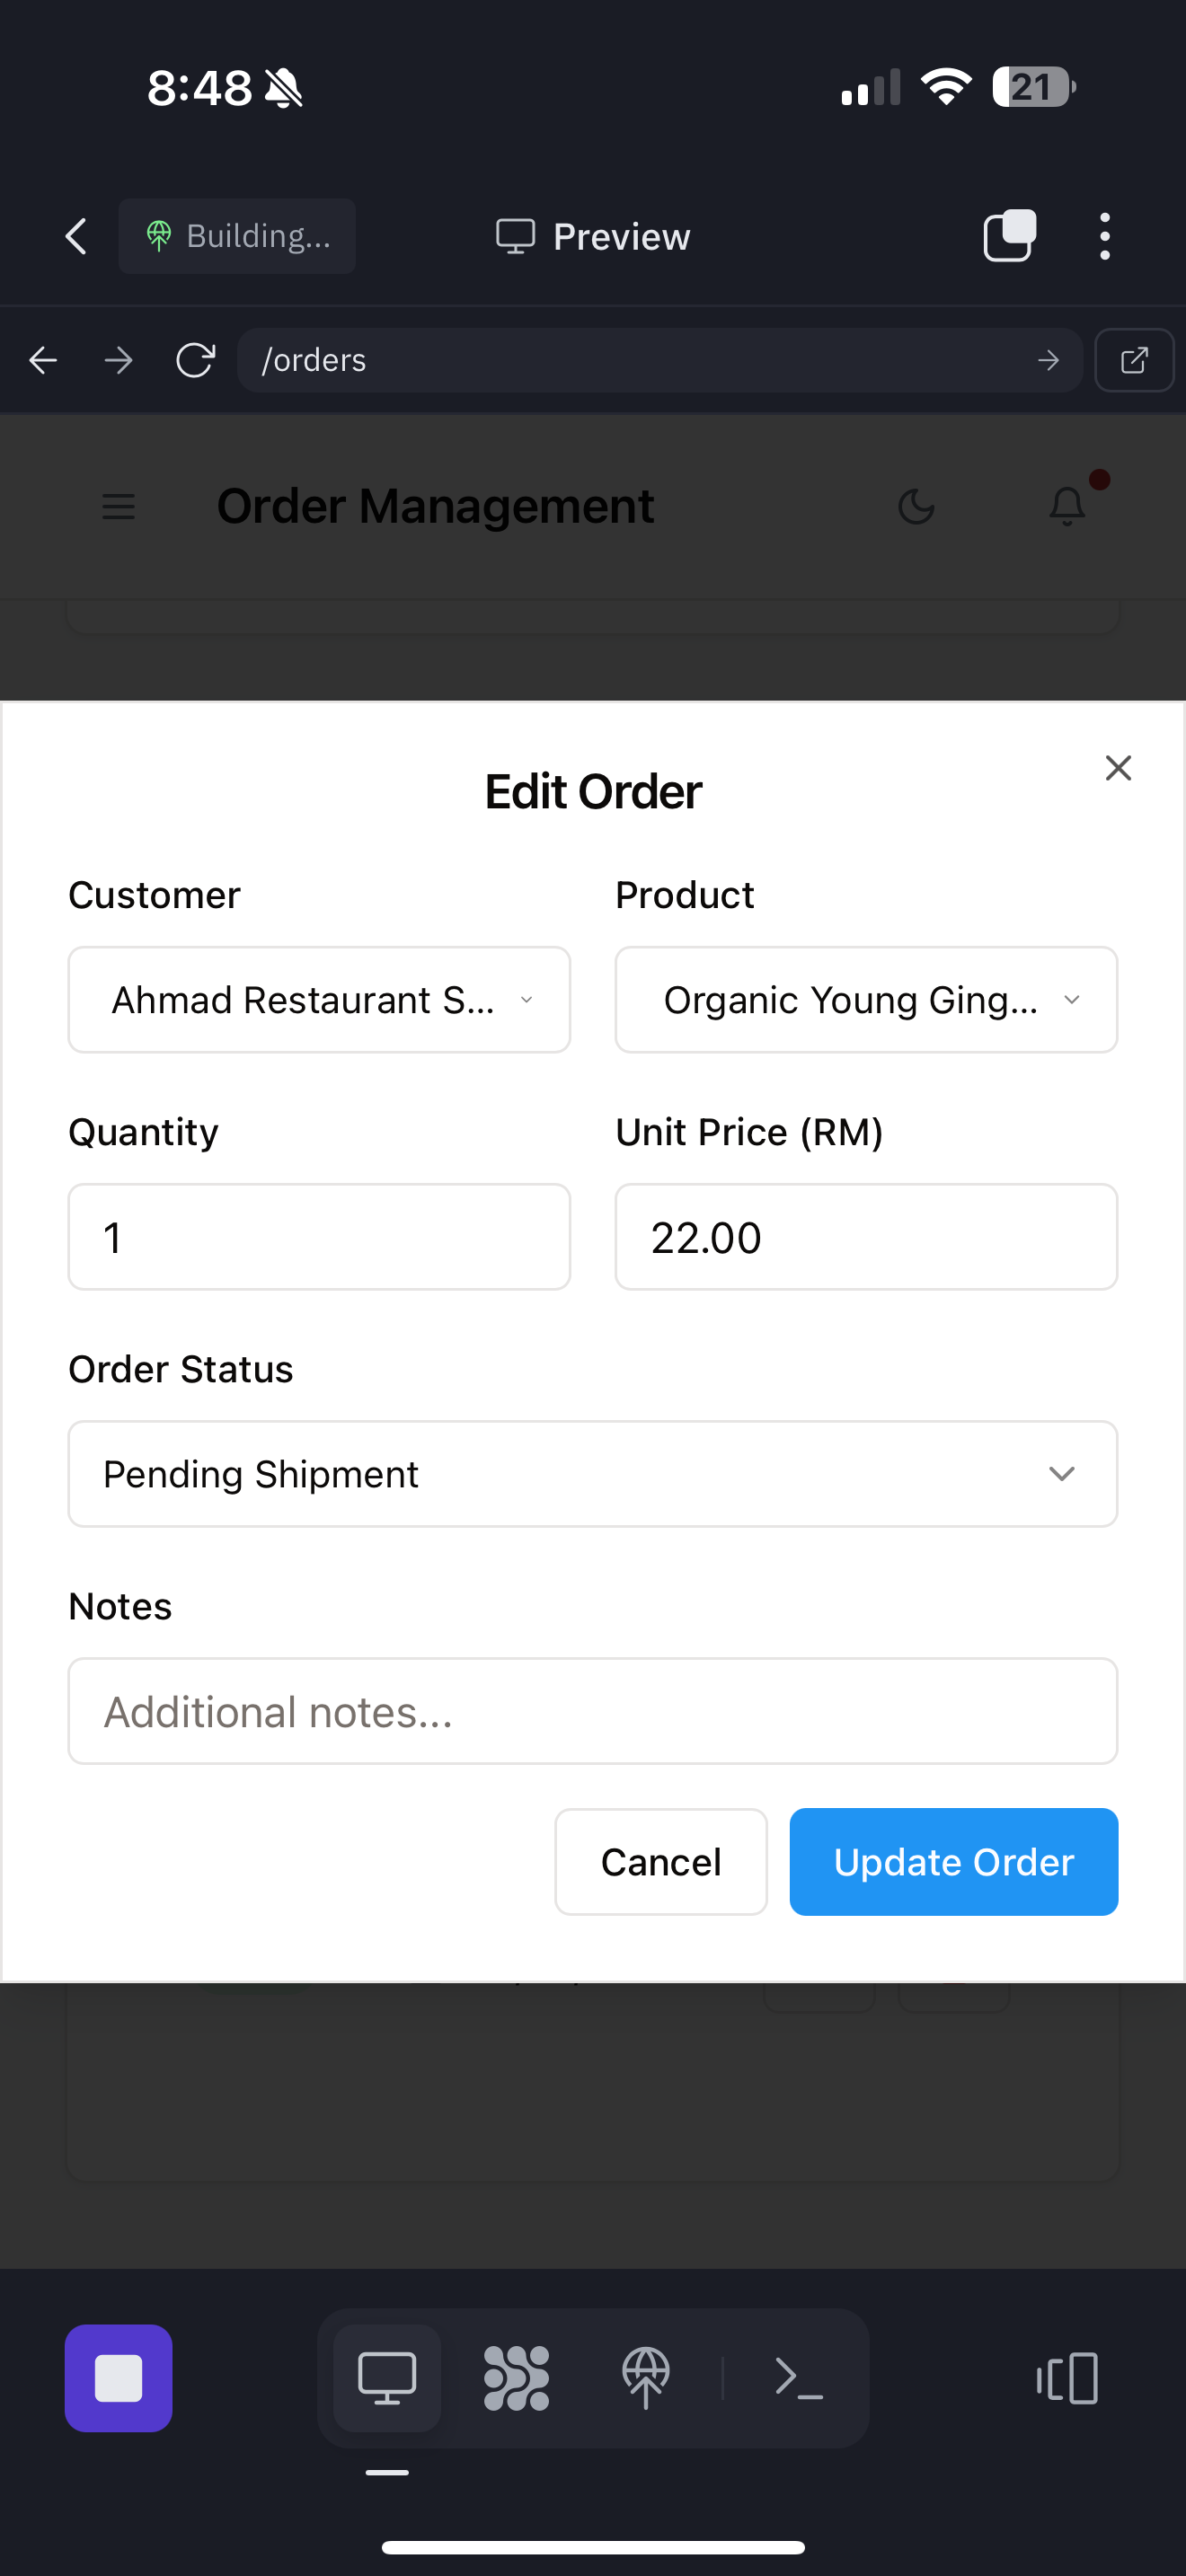 8:48
21
Building...
Preview
/orders
Order Management
Edit Order
Customer
Product
Ahmad Restaurant S...
Organic Young Ging...
Quantity
Unit Price (RM)
1
22.00
Order Status
Pending Shipment
Notes
Additional notes...
Cancel
Update Order